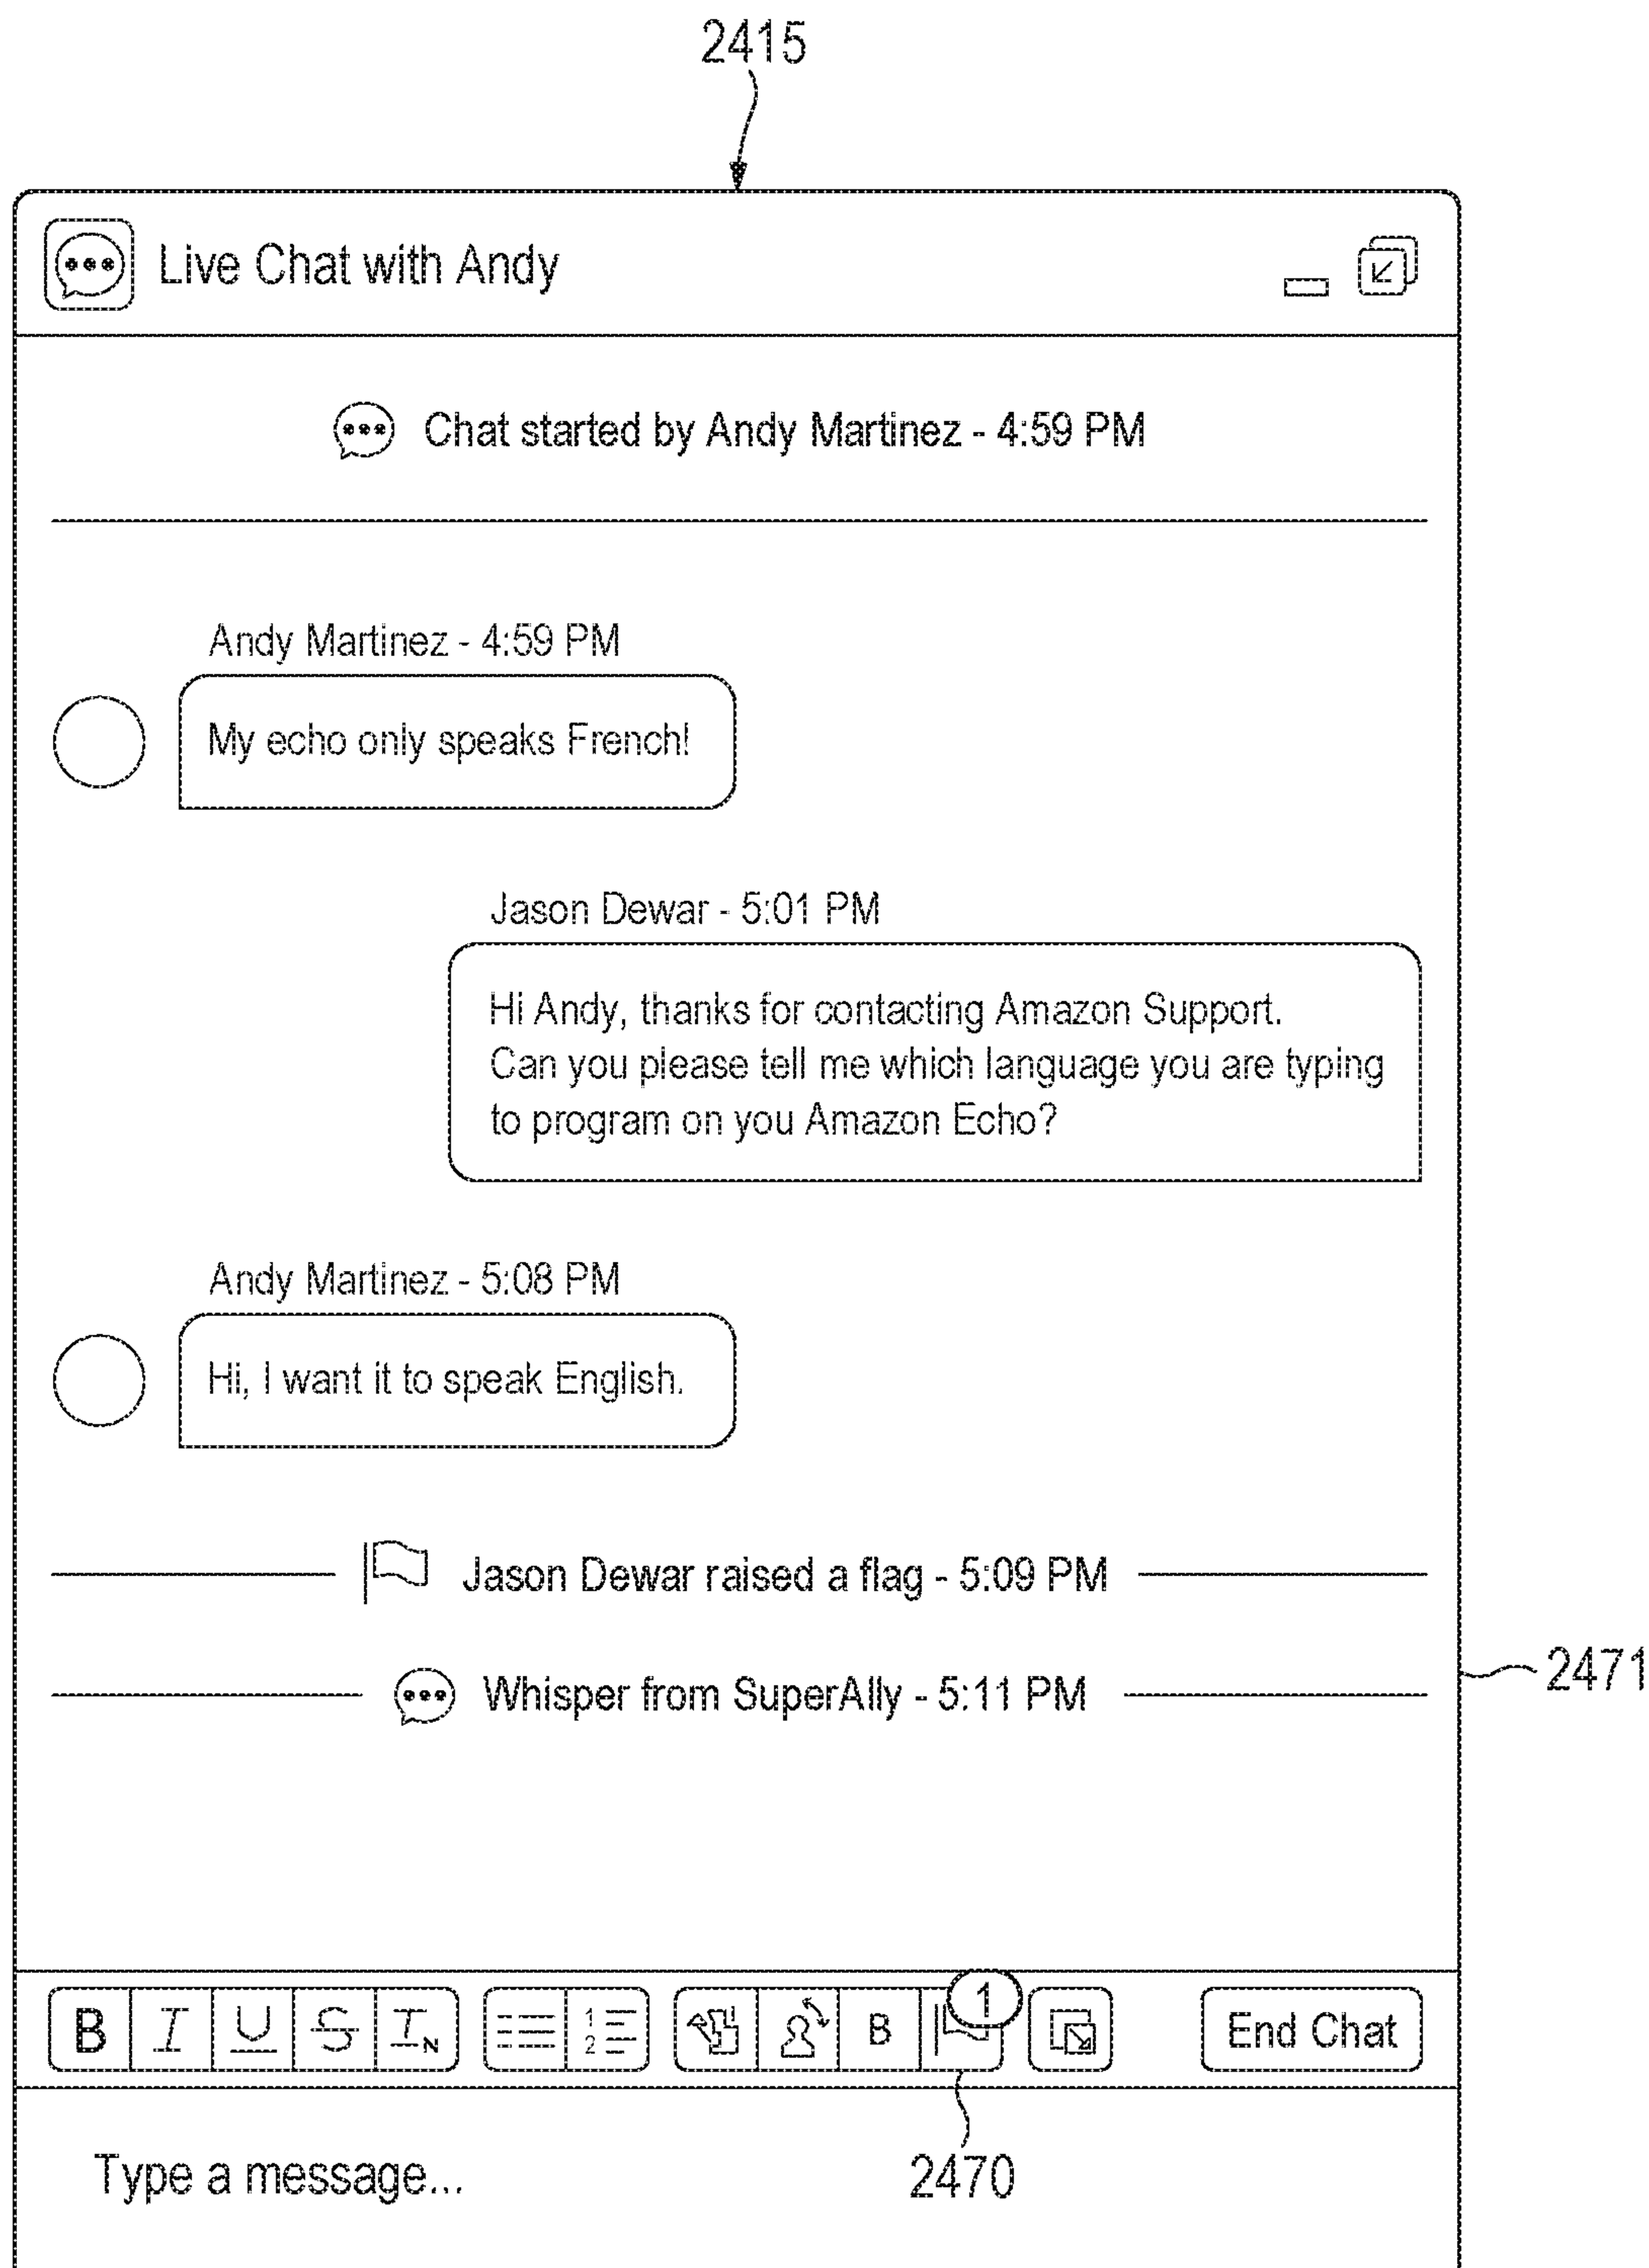 2415
Live Chat with Andy
Chat started by Andy Martinez - 4:59 PM
Andy Martinez - 4:59 PM
My echo only speaks French!
Jason Dewar - 5:01 PM
Hi Andy, thanks for contacting Amazon Support.
Can you please tell me which language you are typing
to program on you Amazon Echo?
Andy Martinez - 5:08 PM
Hi, I want it to speak English.
Jason Dewar raised a flag - 5:09 PM
Whisper from SuperAlly - 5:11 PM
2471
B I U S T N 1 2 B 1 End Chat
Type a message...
2470